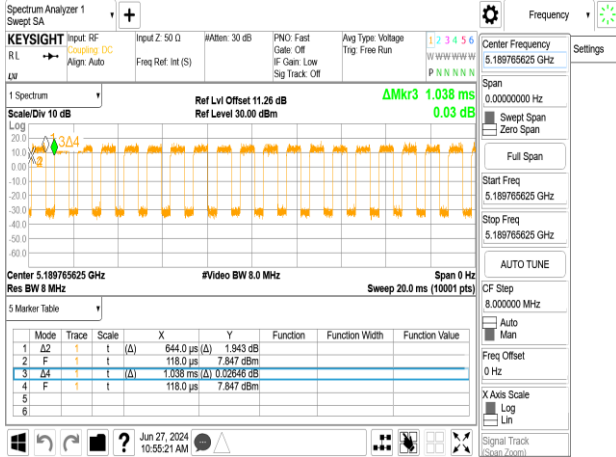 Spectrum Analyzer 1
Swept SA
Frequency
KEYSIGHT
RL
Input: RF
Coupling: DC
Align: Auto
Input Z: 50 Ω
Freq Ref: Int (S)
#Atten: 30 dB
PNO: Fast
Gate: Off
IF Gain: Low
Sig Track: Off
Avg Type: Voltage
Trig: Free Run
1 2 3 4 5 6
W W W W W W
P N N N N N
LXI
1 Spectrum
Scale/Div 10 dB
Ref Lvl Offset 11.26 dB
Ref Level 30.00 dBm
ΔMkr3 1.038 ms
0.03 dB
Log
20.0
10.0
0.00
-10.0
-20.0
-30.0
-40.0
-50.0
-60.0
3Δ4
Center 5.189765625 GHz
Res BW 8 MHz
#Video BW 8.0 MHz
Span 0 Hz
Sweep 20.0 ms (10001 pts)
5 Marker Table
Mode Trace Scale X Y Function Function Width Function Value
1 Δ2 1 t (Δ) 644.0 µs (Δ) 1.943 dB
2 F 1 t 118.0 µs 7.847 dBm
3 Δ4 1 t (Δ) 1.038 ms (Δ) 0.02646 dB
4 F 1 t 118.0 µs 7.847 dBm
5
6
?
Jun 27, 2024
10:55:21 AM
Center Frequency
5.189765625 GHz
Settings
Span
0.00000000 Hz
Swept Span
Zero Span
Full Span
Start Freq
5.189765625 GHz
Stop Freq
5.189765625 GHz
AUTO TUNE
CF Step
8.000000 MHz
Auto
Man
Freq Offset
0 Hz
X Axis Scale
Log
Lin
Signal Track
(Span Zoom)